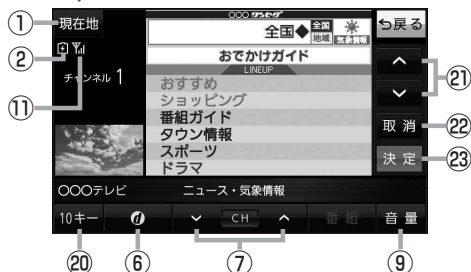 ① 現在地
②
⑪
チャンネル 1
○○○ ワンセグ
全国◆ 全国 地域 気象情報
戻る
おでかけガイド
LINEUP
おすすめ
ショッピング
番組ガイド
タウン情報
スポーツ
ドラマ
㉑
取消 ㉒
決定 ㉓
○○○テレビ ニュース・気象情報
10キー d CH 番組 音量
⑳ ⑥ ⑦ ⑨